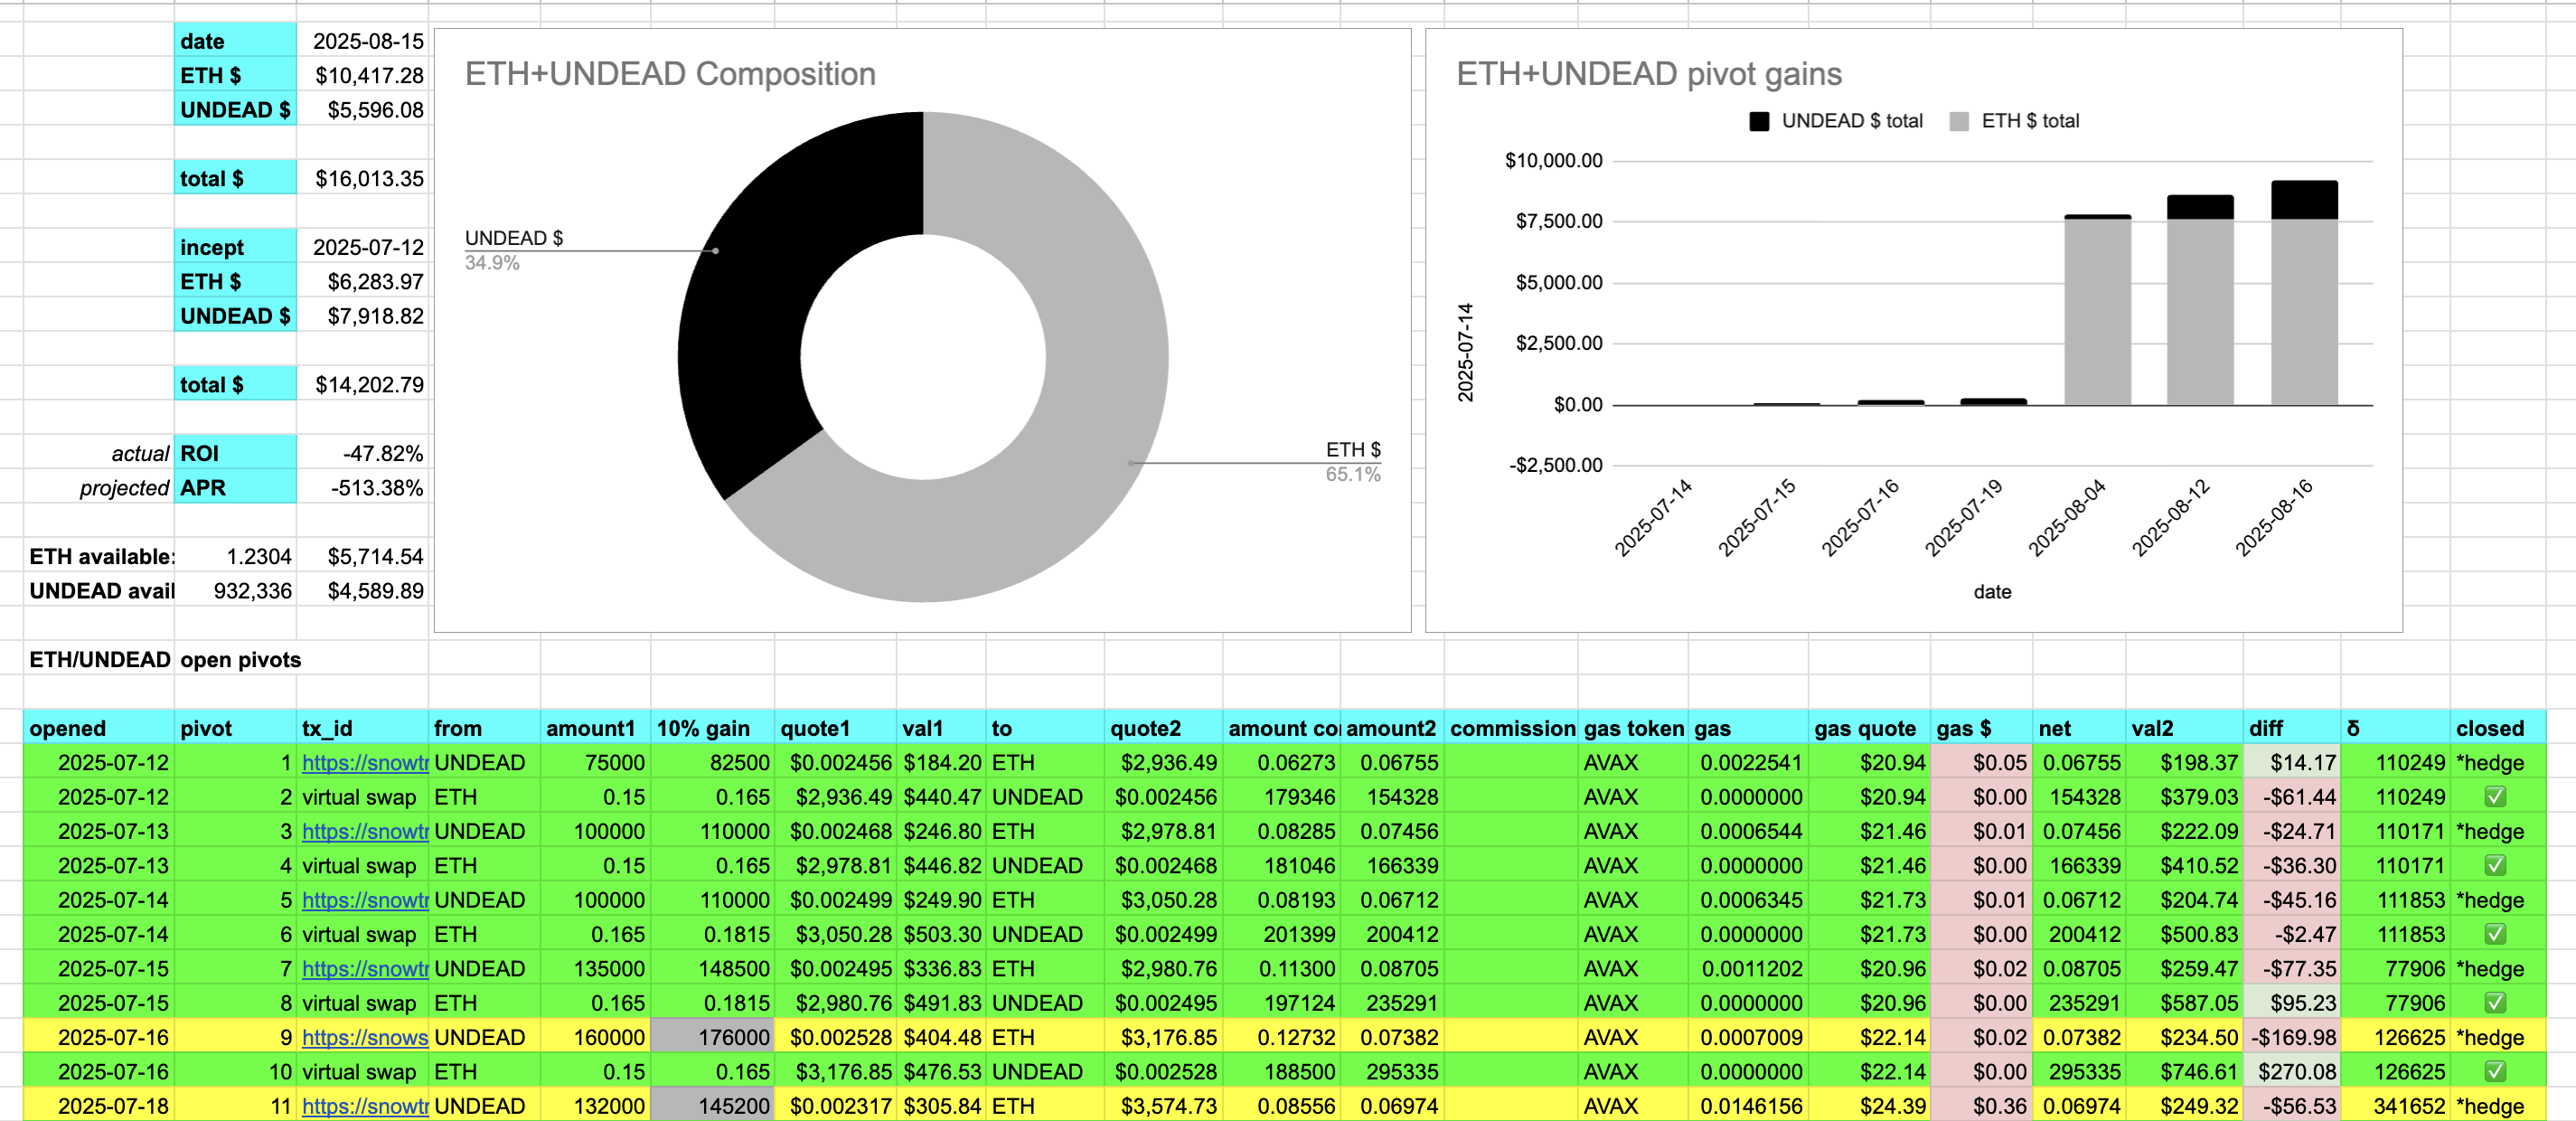 date 2025-08-15
ETH $ $10,417.28
UNDEAD $ $5,596.08
total $ $16,013.35
incept 2025-07-12
ETH $ $6,283.97
UNDEAD $ $7,918.82
total $ $14,202.79
actual ROI -47.82%
projected APR -513.38%
ETH available: 1.2304 $5,714.54
UNDEAD avail 932,336 $4,589.89
ETH+UNDEAD Composition
UNDEAD $
34.9%
ETH $
65.1%
ETH+UNDEAD pivot gains
UNDEAD $ total ETH $ total
$10,000.00
$7,500.00
$5,000.00
$2,500.00
$0.00
-$2,500.00
2025-07-14
2025-07-14 2025-07-15 2025-07-16 2025-07-19 2025-08-04 2025-08-12 2025-08-16
date
ETH/UNDEAD open pivots
opened pivot tx_id from amount1 10% gain quote1 val1 to quote2 amount co amount2 commission gas token gas gas quote gas $ net val2 diff δ closed
2025-07-12 1 https://snowtr UNDEAD 75000 82500 $0.002456 $184.20 ETH $2,936.49 0.06273 0.06755 AVAX 0.0022541 $20.94 $0.05 0.06755 $198.37 $14.17 110249 *hedge
2025-07-12 2 virtual swap ETH 0.15 0.165 $2,936.49 $440.47 UNDEAD $0.002456 179346 154328 AVAX 0.0000000 $20.94 $0.00 154328 $379.03 -$61.44 110249 ✅
2025-07-13 3 https://snowtr UNDEAD 100000 110000 $0.002468 $246.80 ETH $2,978.81 0.08285 0.07456 AVAX 0.0006544 $21.46 $0.01 0.07456 $222.09 -$24.71 110171 *hedge
2025-07-13 4 virtual swap ETH 0.15 0.165 $2,978.81 $446.82 UNDEAD $0.002468 181046 166339 AVAX 0.0000000 $21.46 $0.00 166339 $410.52 -$36.30 110171 ✅
2025-07-14 5 https://snowtr UNDEAD 100000 110000 $0.002499 $249.90 ETH $3,050.28 0.08193 0.06712 AVAX 0.0006345 $21.73 $0.01 0.06712 $204.74 -$45.16 111853 *hedge
2025-07-14 6 virtual swap ETH 0.165 0.1815 $3,050.28 $503.30 UNDEAD $0.002499 201399 200412 AVAX 0.0000000 $21.73 $0.00 200412 $500.83 -$2.47 111853 ✅
2025-07-15 7 https://snowtr UNDEAD 135000 148500 $0.002495 $336.83 ETH $2,980.76 0.11300 0.08705 AVAX 0.0011202 $20.96 $0.02 0.08705 $259.47 -$77.35 77906 *hedge
2025-07-15 8 virtual swap ETH 0.165 0.1815 $2,980.76 $491.83 UNDEAD $0.002495 197124 235291 AVAX 0.0000000 $20.96 $0.00 235291 $587.05 $95.23 77906 ✅
2025-07-16 9 https://snows UNDEAD 160000 176000 $0.002528 $404.48 ETH $3,176.85 0.12732 0.07382 AVAX 0.0007009 $22.14 $0.02 0.07382 $234.50 -$169.98 126625 *hedge
2025-07-16 10 virtual swap ETH 0.15 0.165 $3,176.85 $476.53 UNDEAD $0.002528 188500 295335 AVAX 0.0000000 $22.14 $0.00 295335 $746.61 $270.08 126625 ✅
2025-07-18 11 https://snowtr UNDEAD 132000 145200 $0.002317 $305.84 ETH $3,574.73 0.08556 0.06974 AVAX 0.0146156 $24.39 $0.36 0.06974 $249.32 -$56.53 341652 *hedge